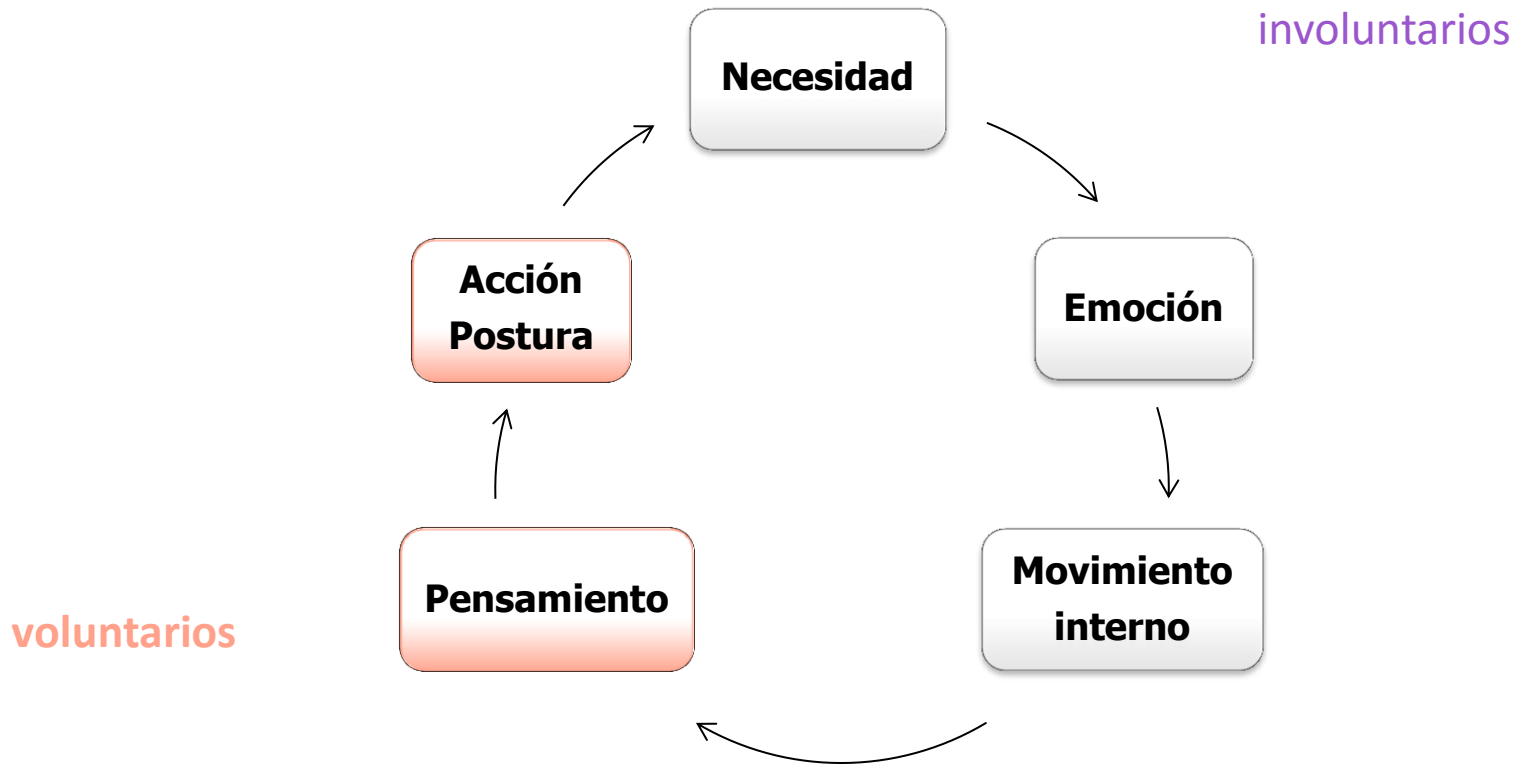 involuntarios
Necesidad
Emoción
Movimiento
interno
Pensamiento
Acción
Postura
voluntarios